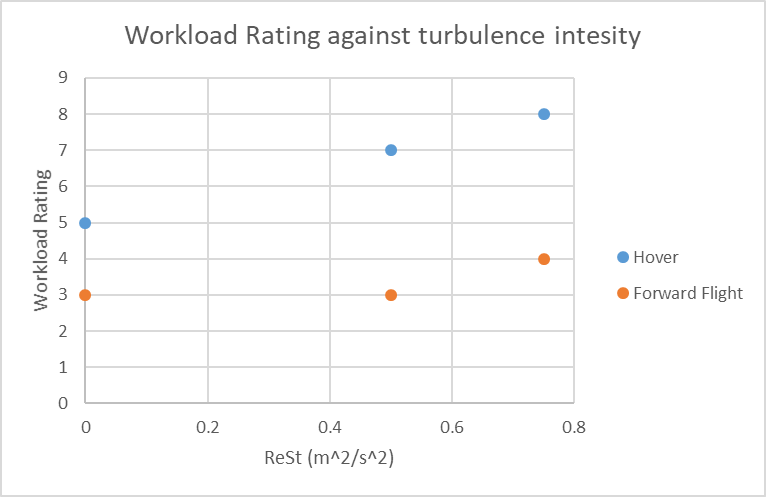 Workload Rating against turbulence intesity
9
8
7
6
5
4
3
2
1
0
Workload Rating
0 0.2 0.4 0.6 0.8
ReSt (m^2/s^2)
Hover
Forward Flight